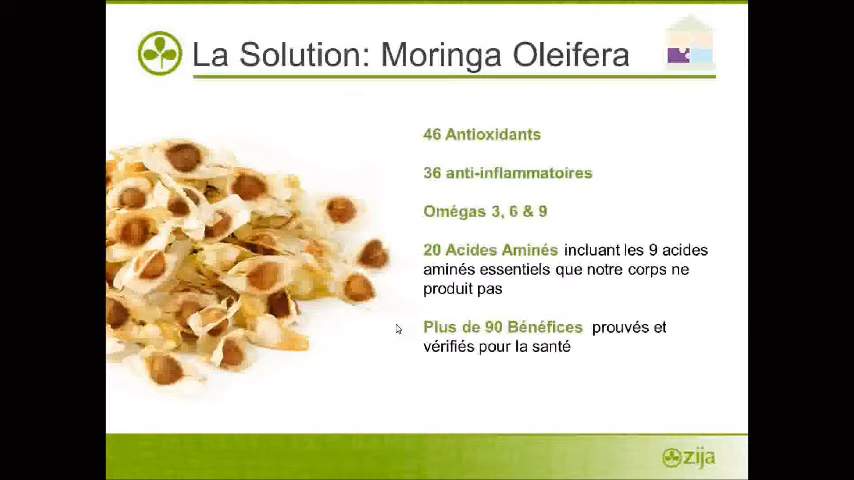 La Solution: Moringa Oleifera
46 Antioxidants
36 anti-inflammatoires
Omégas 3, 6 & 9
20 Acides Aminés incluant les 9 acides
aminés essentiels que notre corps ne
produit pas
Plus de 90 Bénéfices prouvés et
vérifiés pour la santé
zija